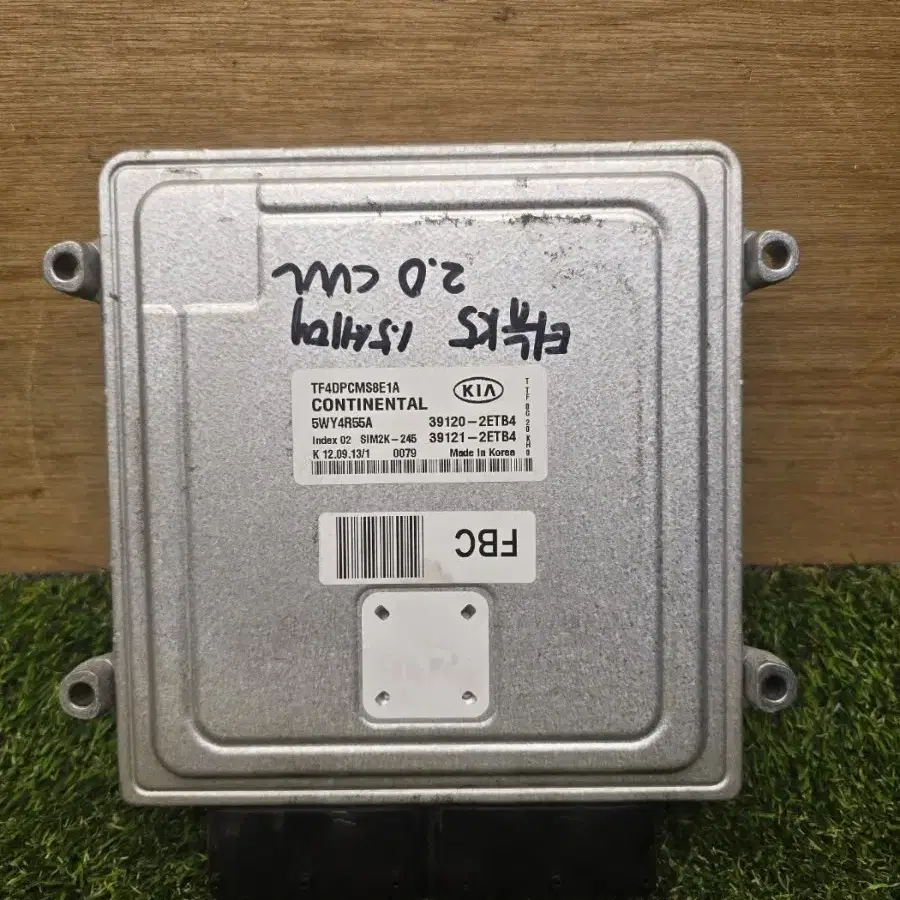 K5 1.5세대
2.0 CVVL
TF4DPCMS8E1A
KIA
CONTINENTAL
5WY4R55A 39120-2ETB4
Index 02 SIM2K-245 39121-2ETB4
K 12.09.13/1 0079 Made In Korea
FBC